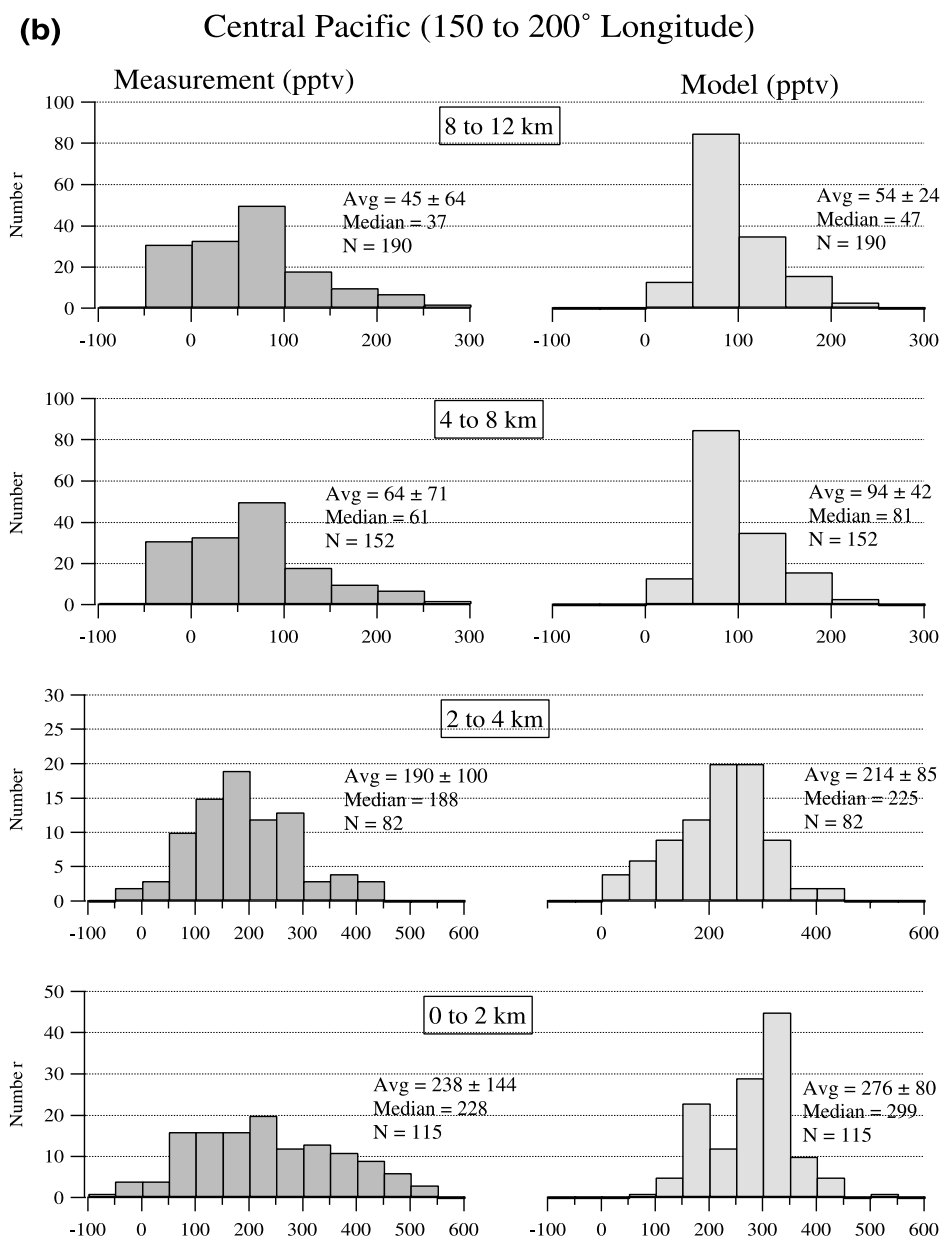 (b) Central Pacific (150 to 200° Longitude)
Measurement (pptv) Model (pptv)
8 to 12 km
Number
100
80
60
40
20
0
Avg = 45 ± 64
Median = 37
N = 190
-100 0 100 200 300
Avg = 54 ± 24
Median = 47
N = 190
-100 0 100 200 300
4 to 8 km
Number
100
80
60
40
20
0
Avg = 64 ± 71
Median = 61
N = 152
-100 0 100 200 300
Avg = 94 ± 42
Median = 81
N = 152
-100 0 100 200 300
2 to 4 km
Number
30
25
20
15
10
5
0
Avg = 190 ± 100
Median = 188
N = 82
-100 0 100 200 300 400 500 600
Avg = 214 ± 85
Median = 225
N = 82
0 200 400 600
0 to 2 km
Number
50
40
30
20
10
0
Avg = 238 ± 144
Median = 228
N = 115
-100 0 100 200 300 400 500 600
Avg = 276 ± 80
Median = 299
N = 115
-100 0 100 200 300 400 500 600